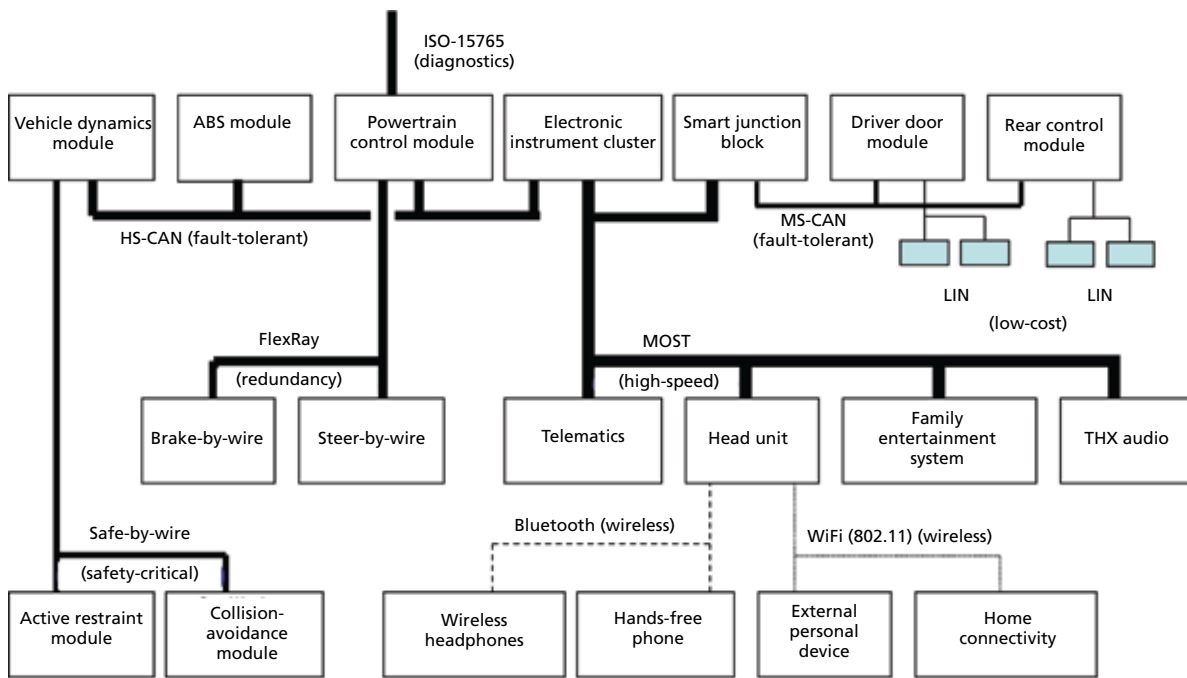 ISO-15765
(diagnostics)
Vehicle dynamics
module
ABS module
Powertrain
control module
Electronic
instrument cluster
Smart junction
block
Driver door
module
Rear control
module
HS-CAN (fault-tolerant)
MS-CAN
(fault-tolerant)
LIN
LIN
(low-cost)
FlexRay
(redundancy)
MOST
(high-speed)
Brake-by-wire
Steer-by-wire
Telematics
Head unit
Family
entertainment
system
THX audio
Safe-by-wire
(safety-critical)
Bluetooth (wireless)
WiFi (802.11) (wireless)
Active restraint
module
Collision-
avoidance
module
Wireless
headphones
Hands-free
phone
External
personal
device
Home
connectivity